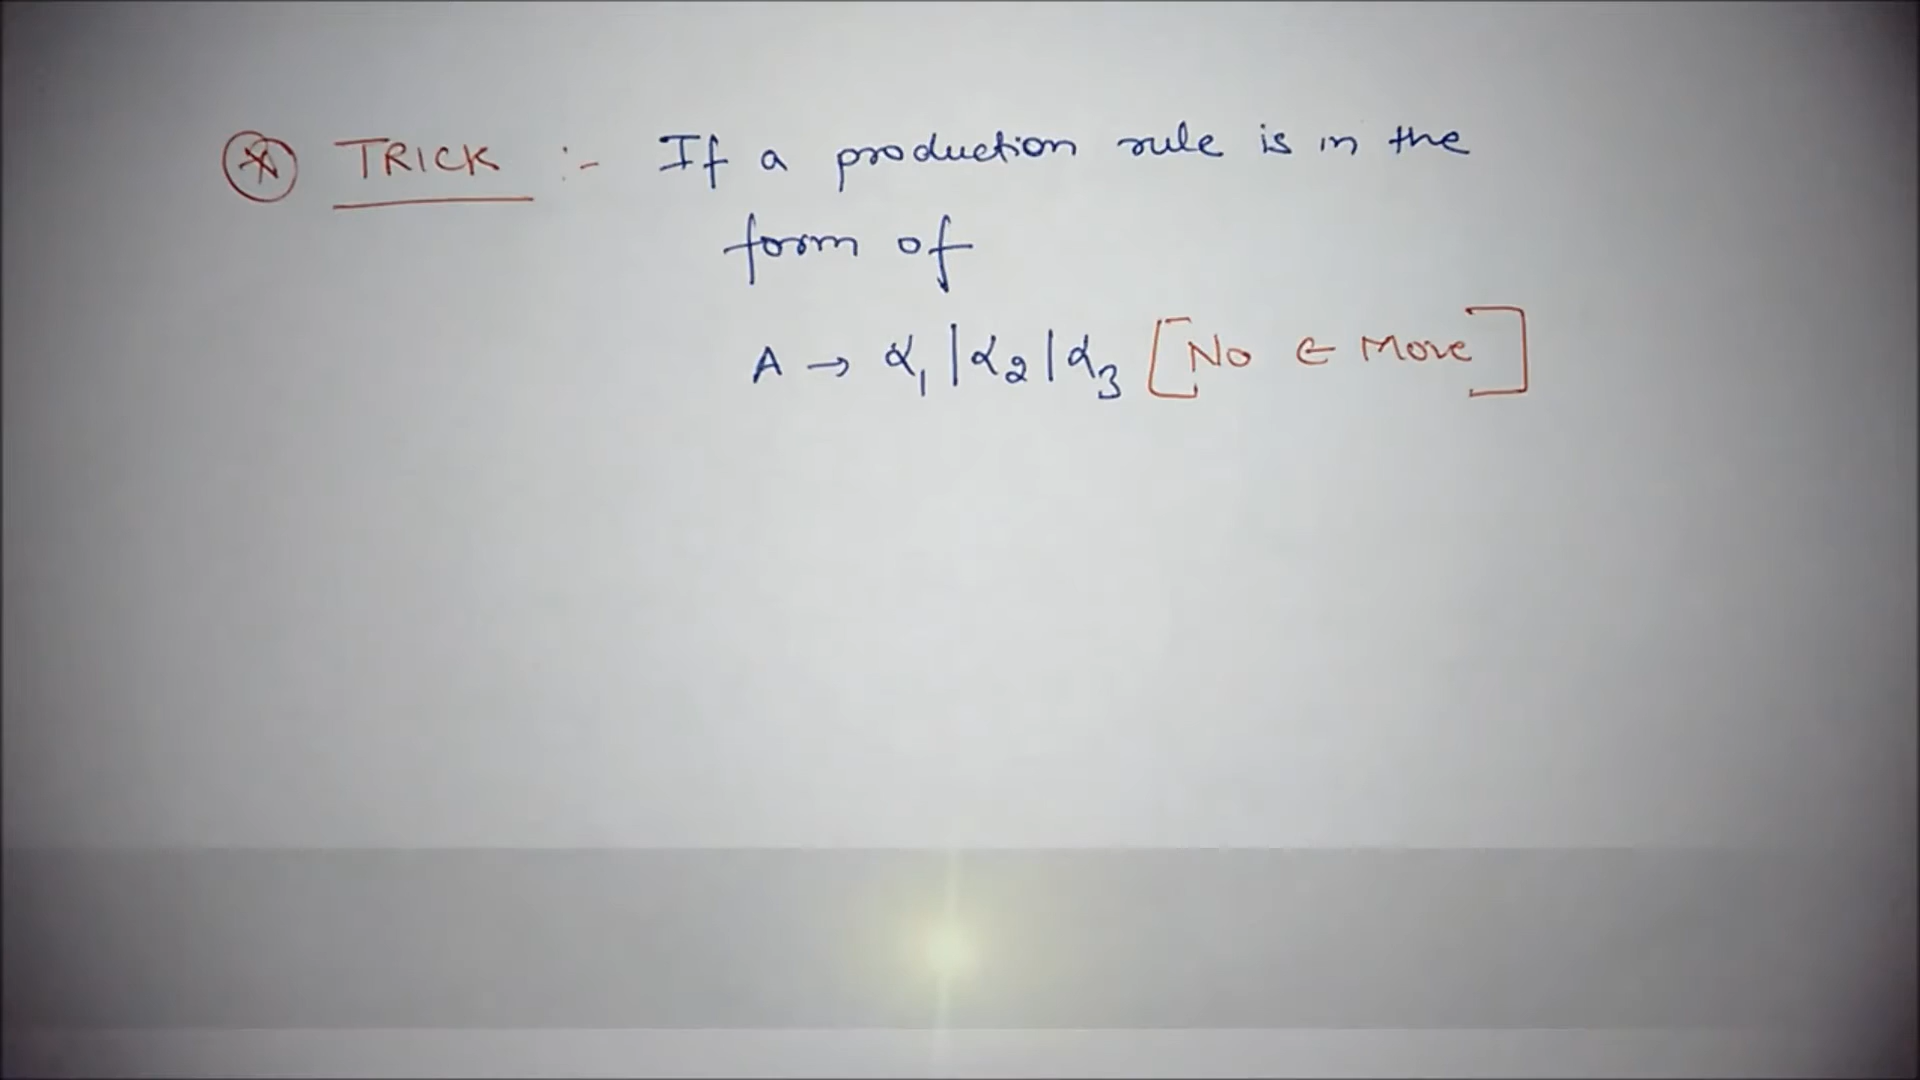 ⊛ TRICK :- If a production rule is in the
form of
A → α₁ | α₂ | α₃ [No ∈ Move]